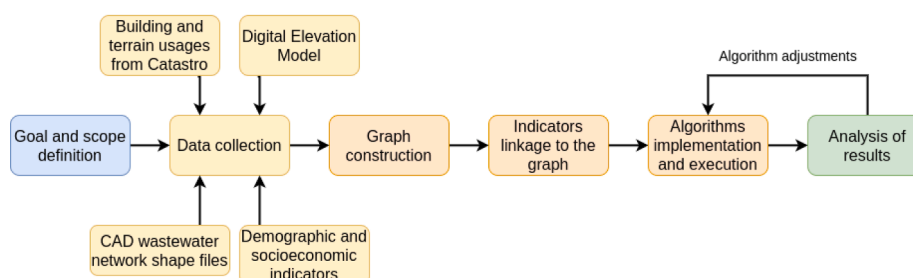 Building and
terrain usages
from Catastro
Digital Elevation
Model
Algorithm adjustments
Goal and scope
definition
Data collection
Graph
construction
Indicators
linkage to the
graph
Algorithms
implementation
and execution
Analysis of
results
CAD wastewater
network shape files
Demographic and
socioeconomic
indicators